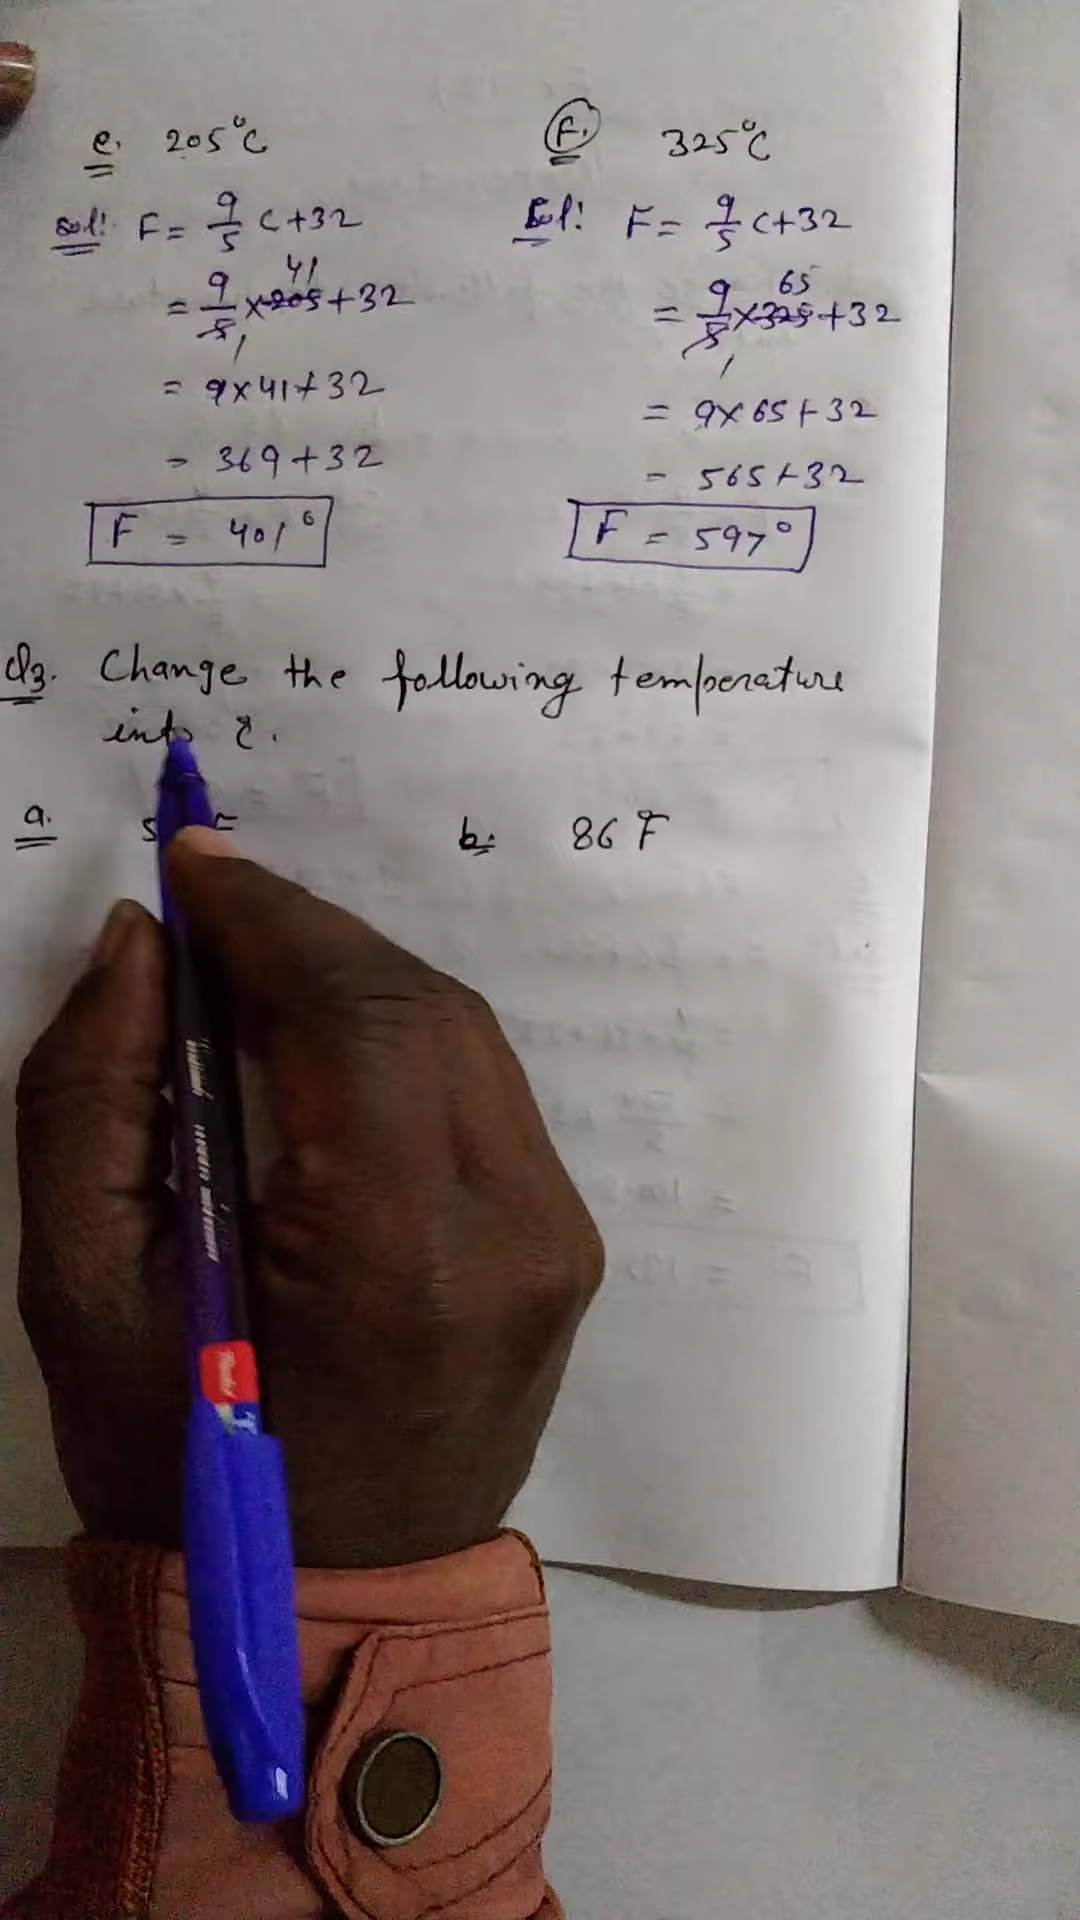 e. 205°C
Sol: F = 9/5 C+32
= 9/5 × 205 + 32
41
1
= 9×41+32
= 369+32
F = 401°
F. 325°C
Sol: F = 9/5 C+32
= 9/5 × 325 + 32
65
1
= 9×65+32
= 565+32
F = 597°
Q3. Change the following temperature
into °C.
a.
b. 86°F